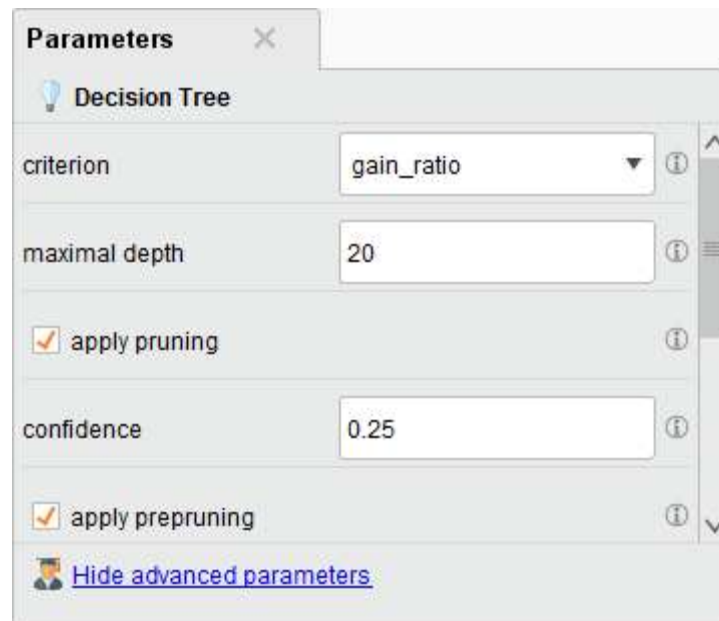 Parameters
Decision Tree
criterion gain_ratio
maximal depth 20
apply pruning
confidence 0.25
apply prepruning
Hide advanced parameters